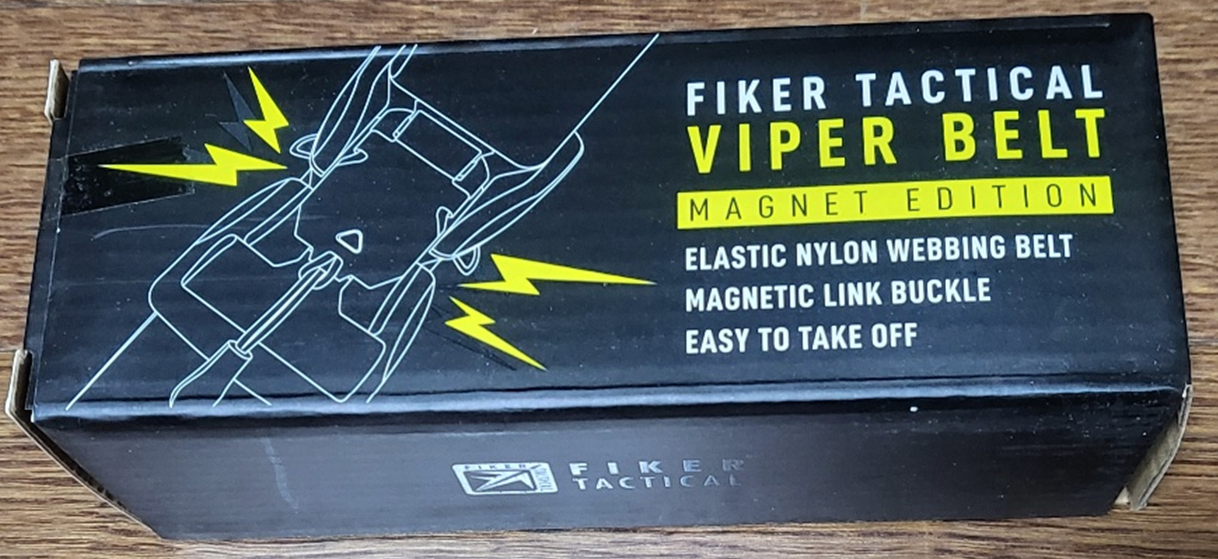 FIKER TACTICAL
VIPER BELT
MAGNET EDITION
ELASTIC NYLON WEBBING BELT
MAGNETIC LINK BUCKLE
EASY TO TAKE OFF
FIKER
FIKER
TACTICAL